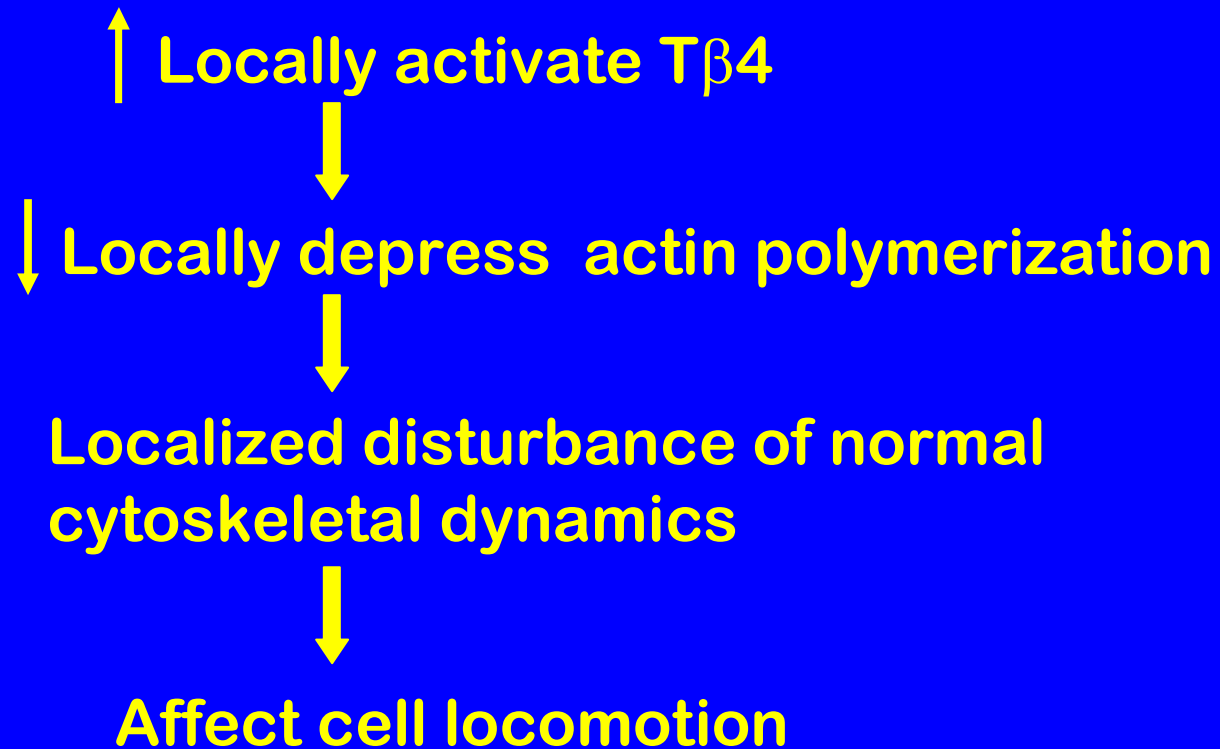 Locally activate Tβ4
Locally depress actin polymerization
Localized disturbance of normal
cytoskeletal dynamics
Affect cell locomotion